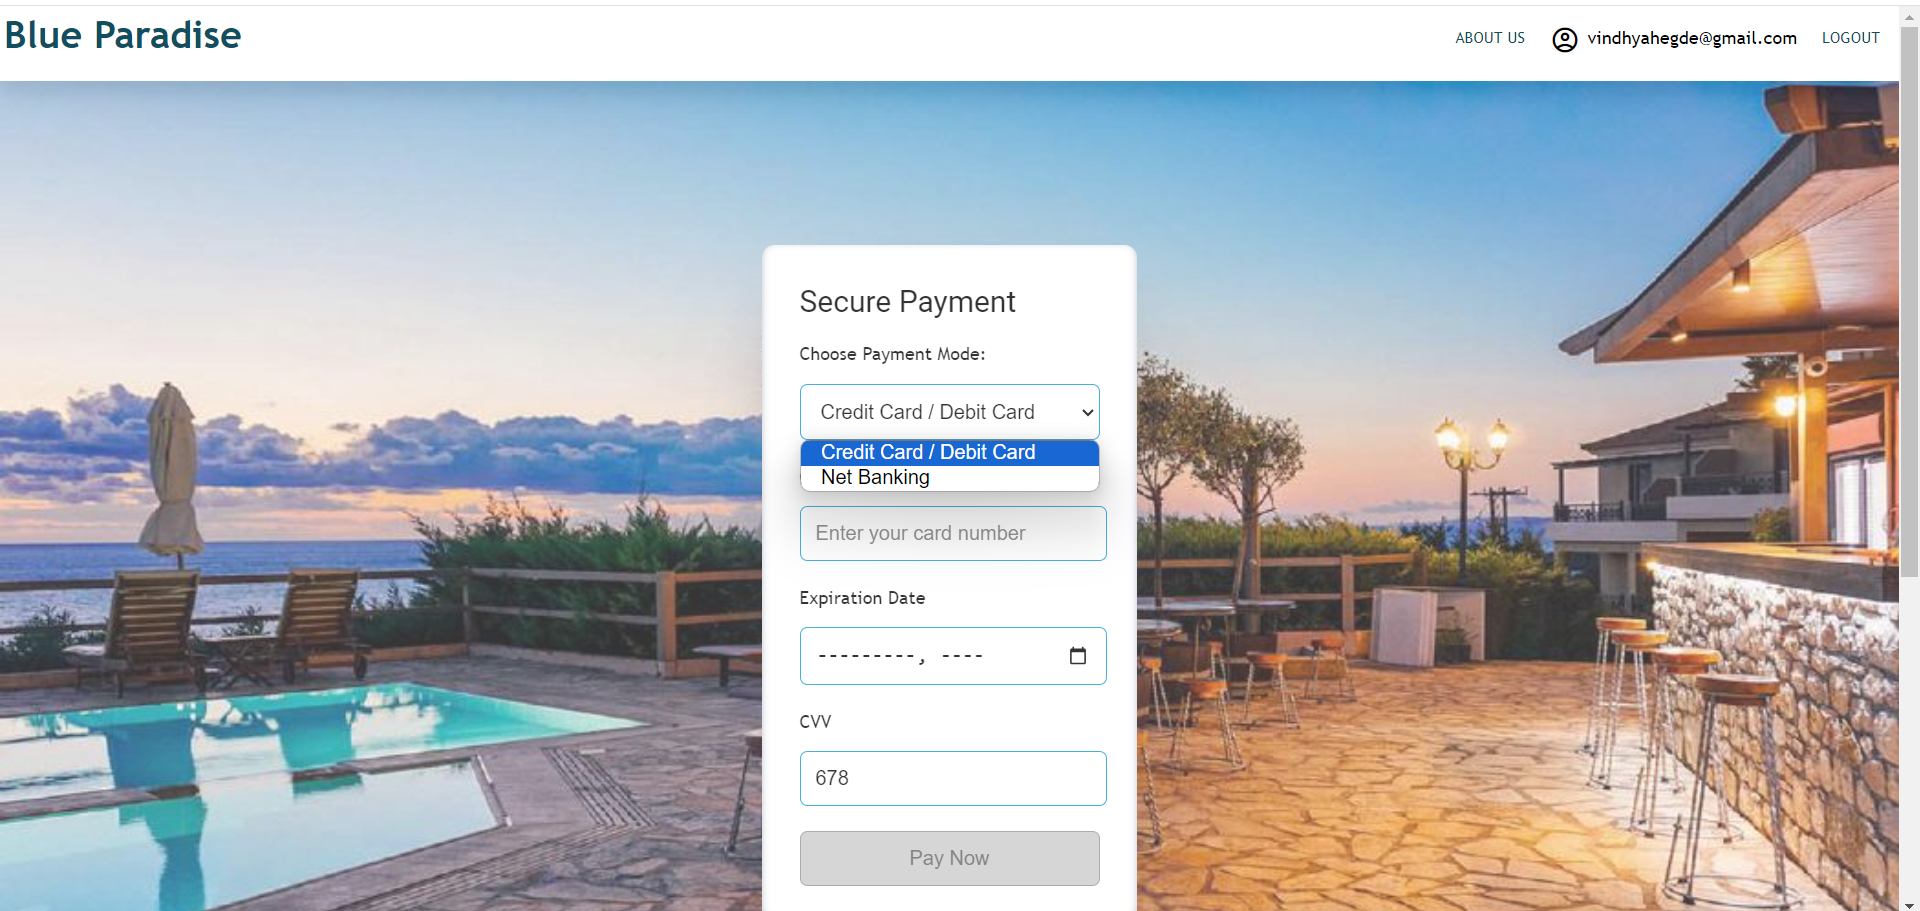 Blue Paradise
ABOUT US
vindhyahegde@gmail.com
LOGOUT
Secure Payment
Choose Payment Mode:
Credit Card / Debit Card
Credit Card / Debit Card
Net Banking
Enter your card number
Expiration Date
---------, ----
CVV
678
Pay Now